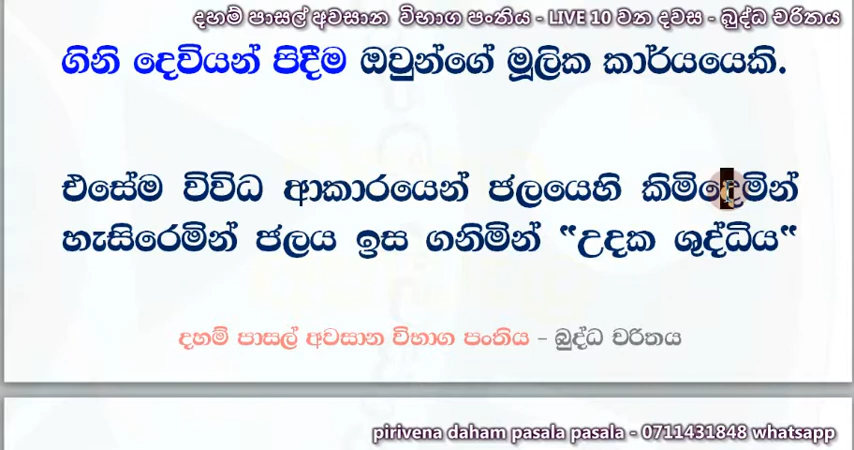 දහම් පාසල් අවසාන විභාග පංතිය - LIVE 10 වන දවස - බුද්ධ චරිතය
ගිනි දෙවියන් පිදීම ඔවුන්ගේ මූලික කාර්යයෙකි.
එසේම විවිධ ආකාරයෙන් ජලයෙහි කිමිදෙමින්
හැසිරෙමින් ජලය ඉස ගනිමින් "උදක ශුද්ධිය"
දහම් පාසල් අවසාන විභාග පංතිය – බුද්ධ චරිතය
pirivena daham pasala pasala - 0711431848 whatsapp